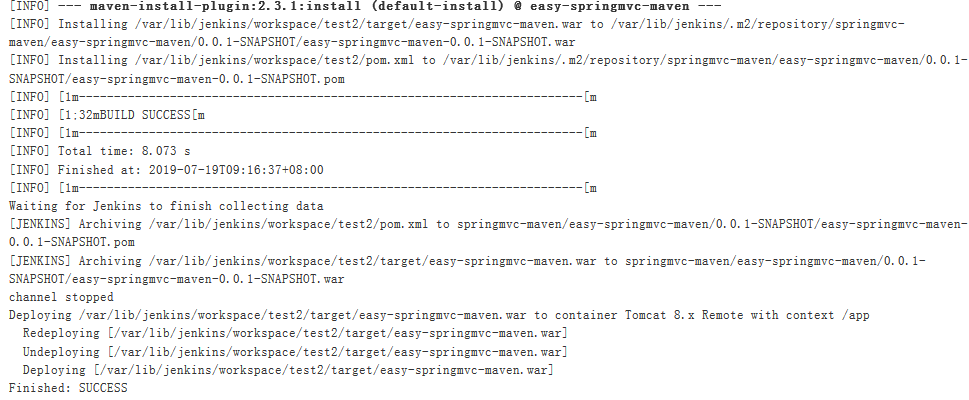 [INFO] --- maven-install-plugin:2.3.1:install (default-install) @ easy-springmvc-maven ---
[INFO] Installing /var/lib/jenkins/workspace/test2/target/easy-springmvc-maven.war to /var/lib/jenkins/.m2/repository/springmvc-
maven/easy-springmvc-maven/0.0.1-SNAPSHOT/easy-springmvc-maven-0.0.1-SNAPSHOT.war
[INFO] Installing /var/lib/jenkins/workspace/test2/pom.xml to /var/lib/jenkins/.m2/repository/springmvc-maven/easy-springmvc-maven/0.0.1-
SNAPSHOT/easy-springmvc-maven-0.0.1-SNAPSHOT.pom
[INFO] [1m------------------------------------------------------------------------[m
[INFO] [1;32mBUILD SUCCESS[m
[INFO] [1m------------------------------------------------------------------------[m
[INFO] Total time: 8.073 s
[INFO] Finished at: 2019-07-19T09:16:37+08:00
[INFO] [1m------------------------------------------------------------------------[m
Waiting for Jenkins to finish collecting data
[JENKINS] Archiving /var/lib/jenkins/workspace/test2/pom.xml to springmvc-maven/easy-springmvc-maven/0.0.1-SNAPSHOT/easy-springmvc-maven-
0.0.1-SNAPSHOT.pom
[JENKINS] Archiving /var/lib/jenkins/workspace/test2/target/easy-springmvc-maven.war to springmvc-maven/easy-springmvc-maven/0.0.1-
SNAPSHOT/easy-springmvc-maven-0.0.1-SNAPSHOT.war
channel stopped
Deploying /var/lib/jenkins/workspace/test2/target/easy-springmvc-maven.war to container Tomcat 8.x Remote with context /app
  Redeploying [/var/lib/jenkins/workspace/test2/target/easy-springmvc-maven.war]
  Undeploying [/var/lib/jenkins/workspace/test2/target/easy-springmvc-maven.war]
  Deploying [/var/lib/jenkins/workspace/test2/target/easy-springmvc-maven.war]
Finished: SUCCESS